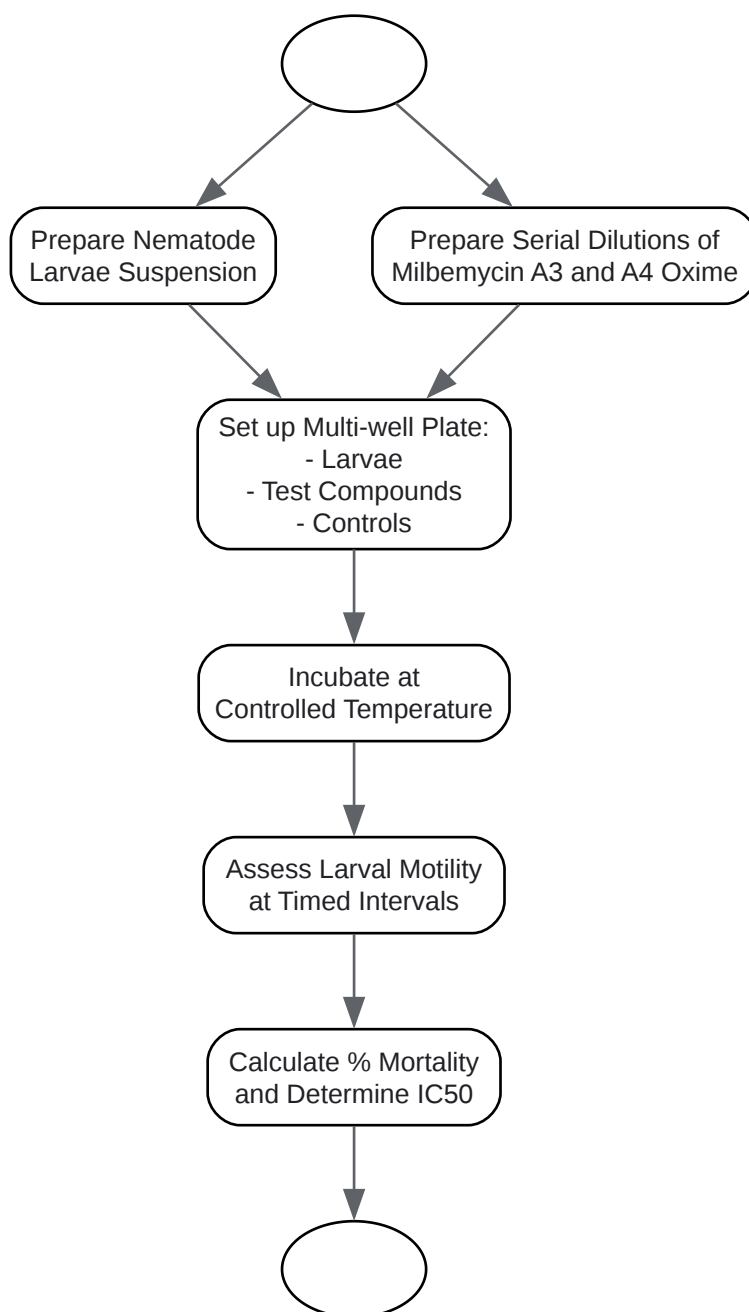 Prepare Nematode
Larvae Suspension
Prepare Serial Dilutions of
Milbemycin A3 and A4 Oxime
Set up Multi-well Plate:
- Larvae
- Test Compounds
- Controls
Incubate at
Controlled Temperature
Assess Larval Motility
at Timed Intervals
Calculate % Mortality
and Determine IC50